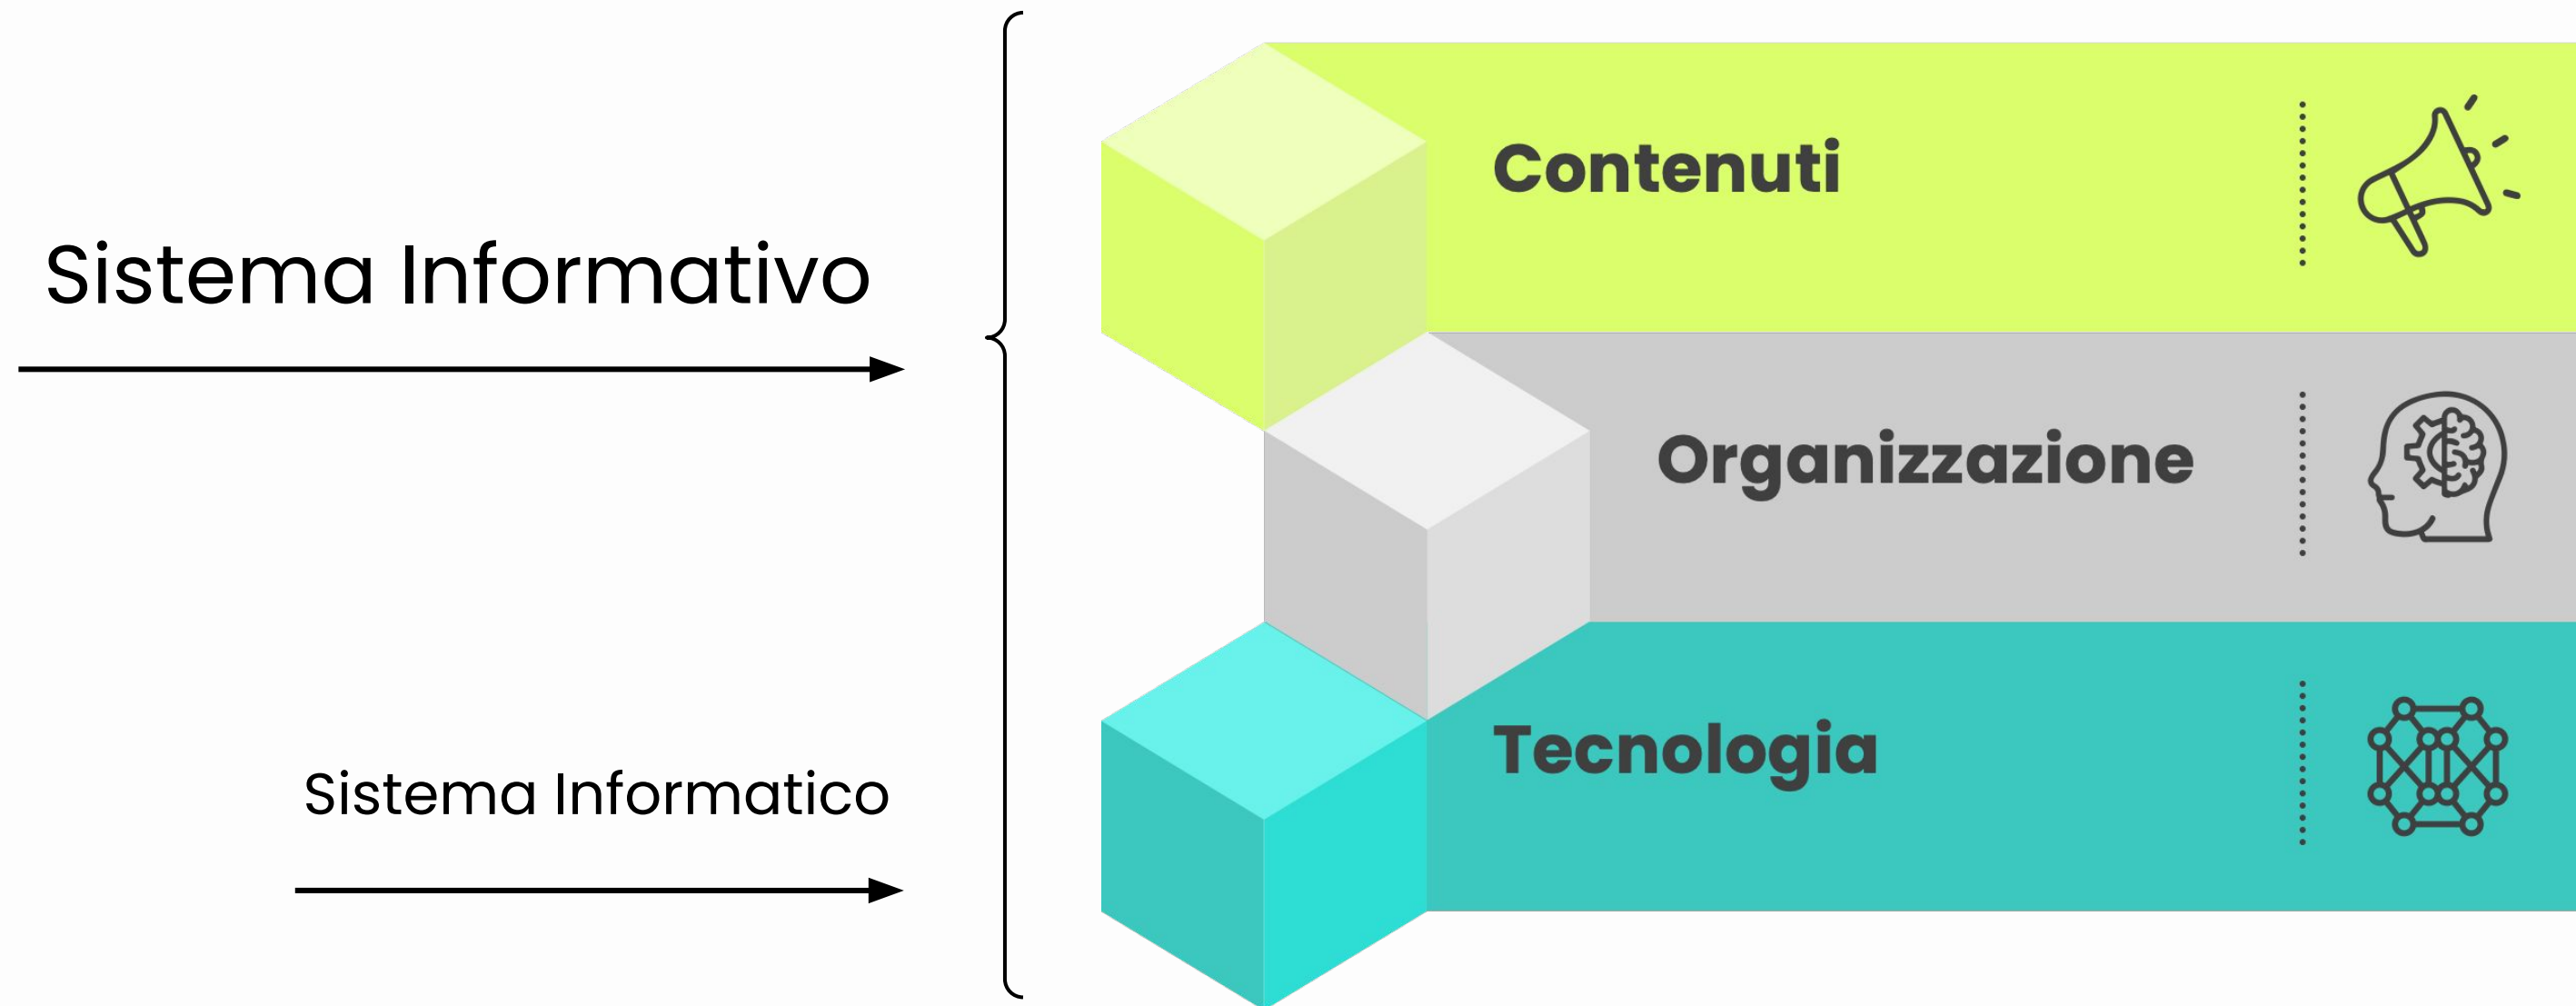 Sistema Informativo
Sistema Informatico
Contenuti
Organizzazione
Tecnologia